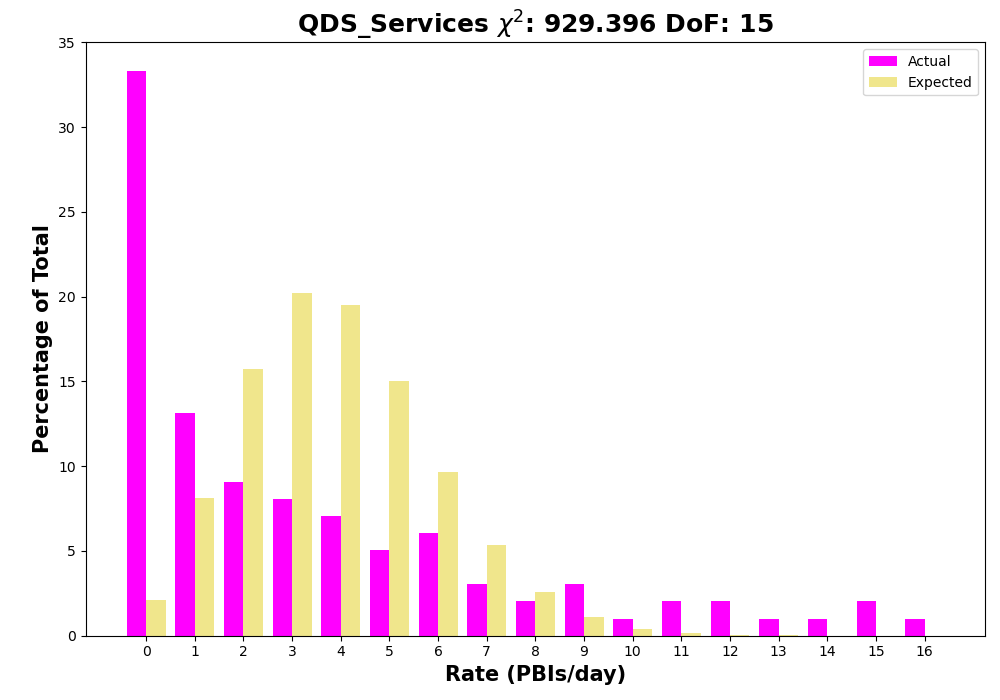 QDS_Services χ²: 929.396 DoF: 15
Actual
Expected
Percentage of Total
35
30
25
20
15
10
5
0
0 1 2 3 4 5 6 7 8 9 10 11 12 13 14 15 16
Rate (PBIs/day)